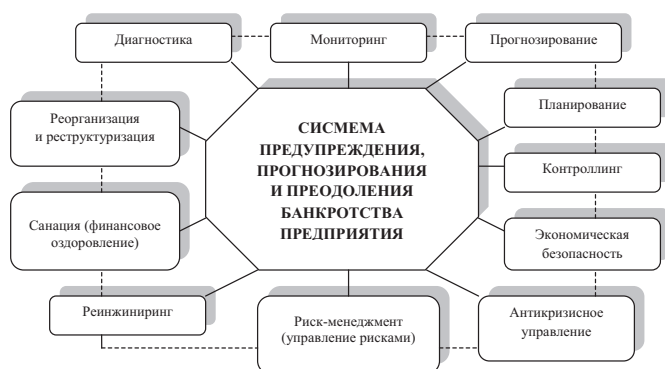 Диагностика
Мониторинг
Прогнозирование
Реорганизация
и реструктуризация
Планирование
СИСМЕМА
ПРЕДУПРЕЖДЕНИЯ,
ПРОГНОЗИРОВАНИЯ
И ПРЕОДОЛЕНИЯ
БАНКРОТСТВА
ПРЕДПРИЯТИЯ
Контроллинг
Санация (финансовое
оздоровление)
Экономическая
безопасность
Реинжиниринг
Риск-менеджмент
(управление рисками)
Антикризисное
управление